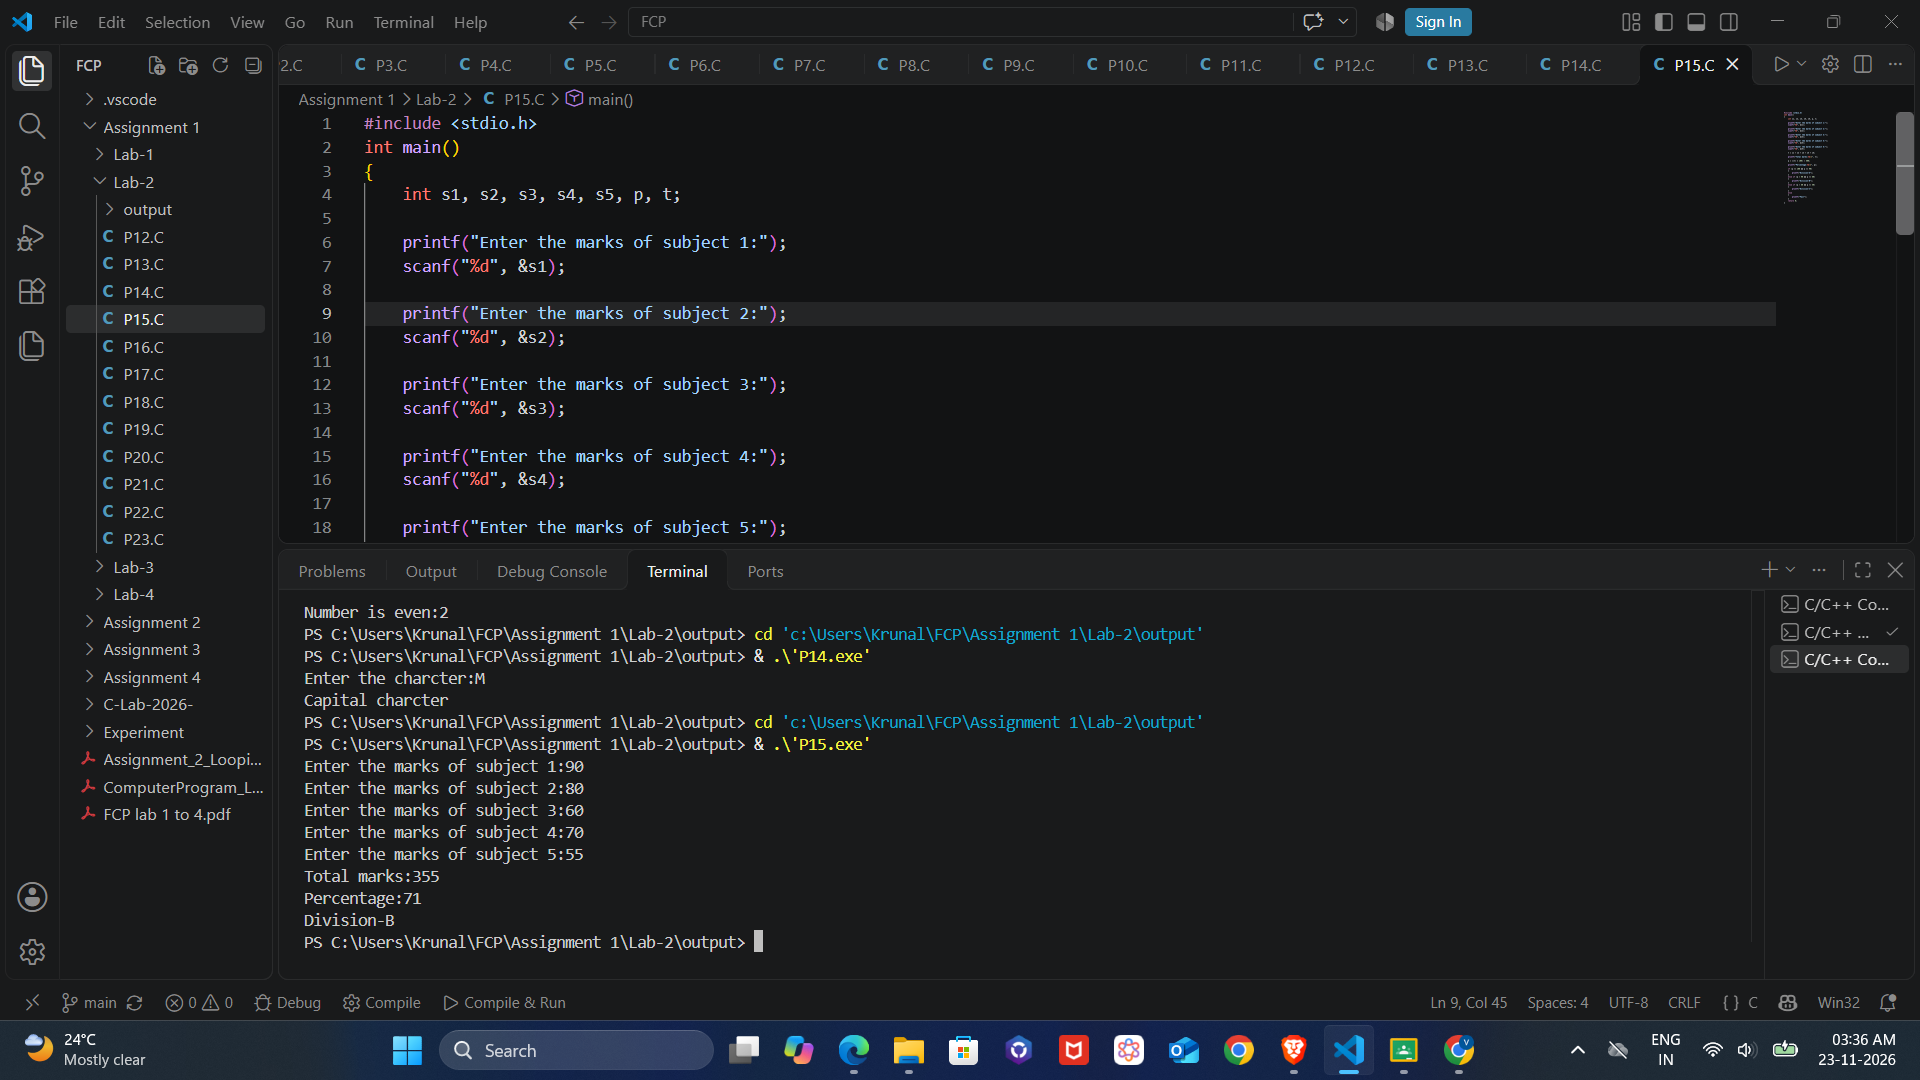 File Edit Selection View Go Run Terminal Help
FCP
Sign In
FCP
2.C
C P3.C
C P4.C
C P5.C
C P6.C
C P7.C
C P8.C
C P9.C
C P10.C
C P11.C
C P12.C
C P13.C
C P14.C
C P15.C
.vscode
Assignment 1
Lab-1
Lab-2
output
C P12.C
C P13.C
C P14.C
C P15.C
C P16.C
C P17.C
C P18.C
C P19.C
C P20.C
C P21.C
C P22.C
C P23.C
Lab-3
Lab-4
Assignment 2
Assignment 3
Assignment 4
C-Lab-2026-
Experiment
Assignment_2_Loopi...
ComputerProgram_L...
FCP lab 1 to 4.pdf
Assignment 1 > Lab-2 > C P15.C > main()
1 #include <stdio.h>
2 int main()
3 {
4 int s1, s2, s3, s4, s5, p, t;
5
6 printf("Enter the marks of subject 1:");
7 scanf("%d", &s1);
8
9 printf("Enter the marks of subject 2:");
10 scanf("%d", &s2);
11
12 printf("Enter the marks of subject 3:");
13 scanf("%d", &s3);
14
15 printf("Enter the marks of subject 4:");
16 scanf("%d", &s4);
17
18 printf("Enter the marks of subject 5:");
Problems Output Debug Console Terminal Ports
Number is even:2
PS C:\Users\Krunal\FCP\Assignment 1\Lab-2\output> cd 'c:\Users\Krunal\FCP\Assignment 1\Lab-2\output'
PS C:\Users\Krunal\FCP\Assignment 1\Lab-2\output> & .\'P14.exe'
Enter the charcter:M
Capital charcter
PS C:\Users\Krunal\FCP\Assignment 1\Lab-2\output> cd 'c:\Users\Krunal\FCP\Assignment 1\Lab-2\output'
PS C:\Users\Krunal\FCP\Assignment 1\Lab-2\output> & .\'P15.exe'
Enter the marks of subject 1:90
Enter the marks of subject 2:80
Enter the marks of subject 3:60
Enter the marks of subject 4:70
Enter the marks of subject 5:55
Total marks:355
Percentage:71
Division-B
PS C:\Users\Krunal\FCP\Assignment 1\Lab-2\output>
C/C++ Co...
C/C++ ...
C/C++ Co...
main 0 0 Debug Compile Compile & Run
Ln 9, Col 45 Spaces: 4 UTF-8 CRLF {} C Win32
24°C
Mostly clear
Search
ENG
IN
03:36 AM
23-11-2026